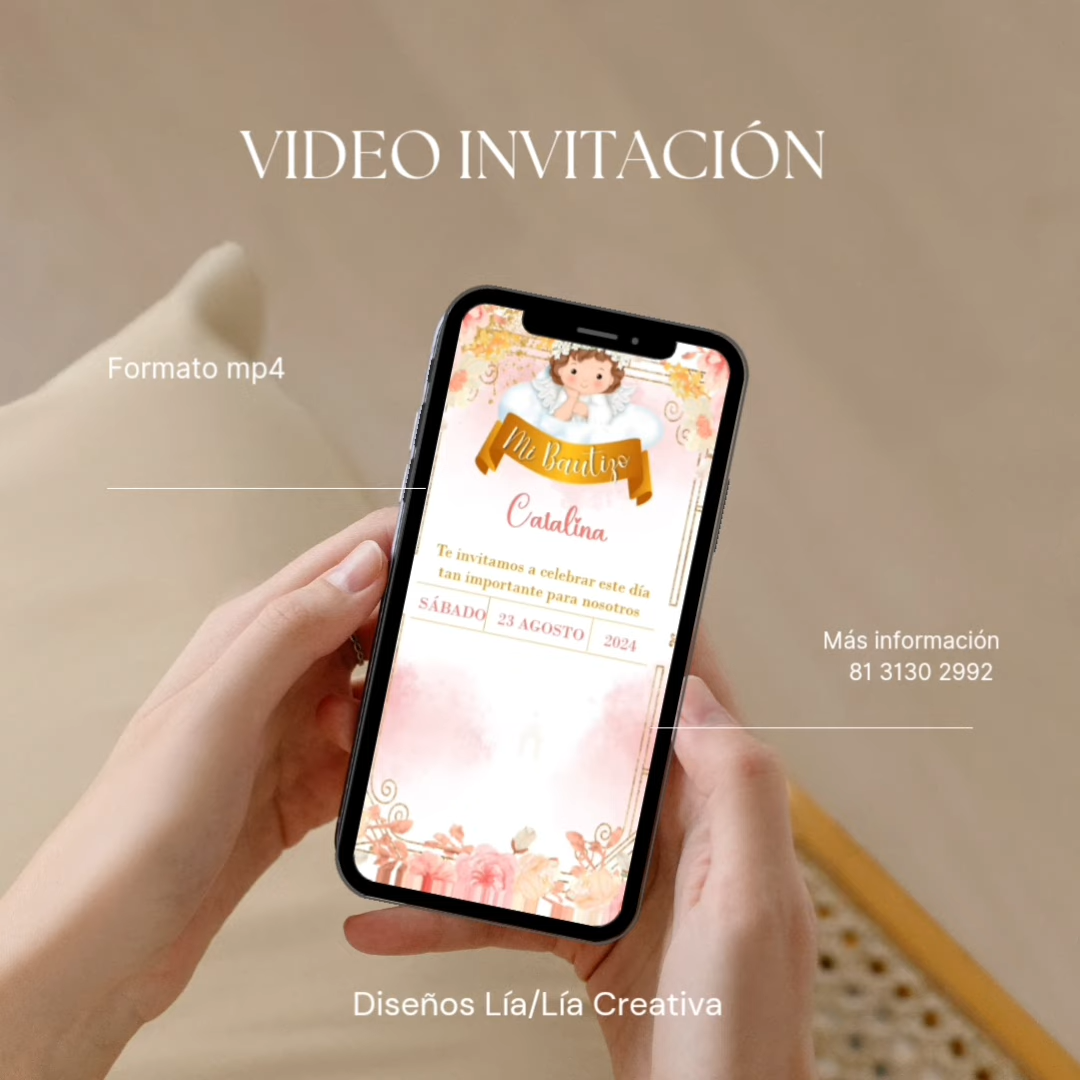 VIDEO INVITACIÓN
Formato mp4
Mi Bautizo
Catalina
Te invitamos a celebrar este día
tan importante para nosotros
SÁBADO 23 AGOSTO 2024
Más información
81 3130 2992
Diseños Lía/Lía Creativa